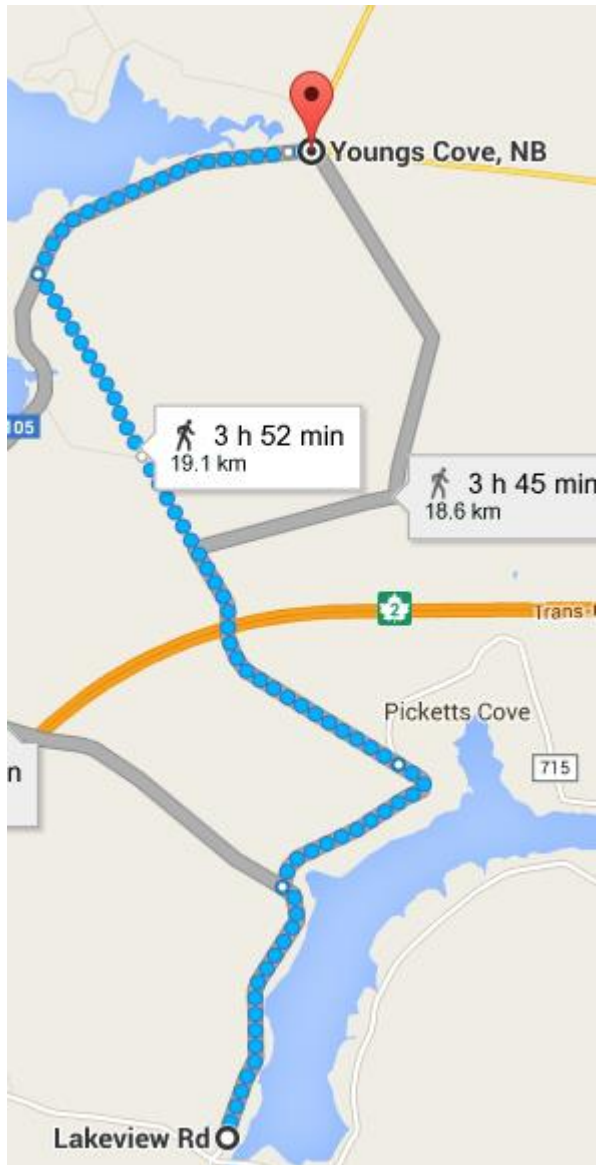 Youngs Cove, NB
105
3 h 52 min
19.1 km
3 h 45 min
18.6 km
2
Trans-
Picketts Cove
715
n
Lakeview Rd